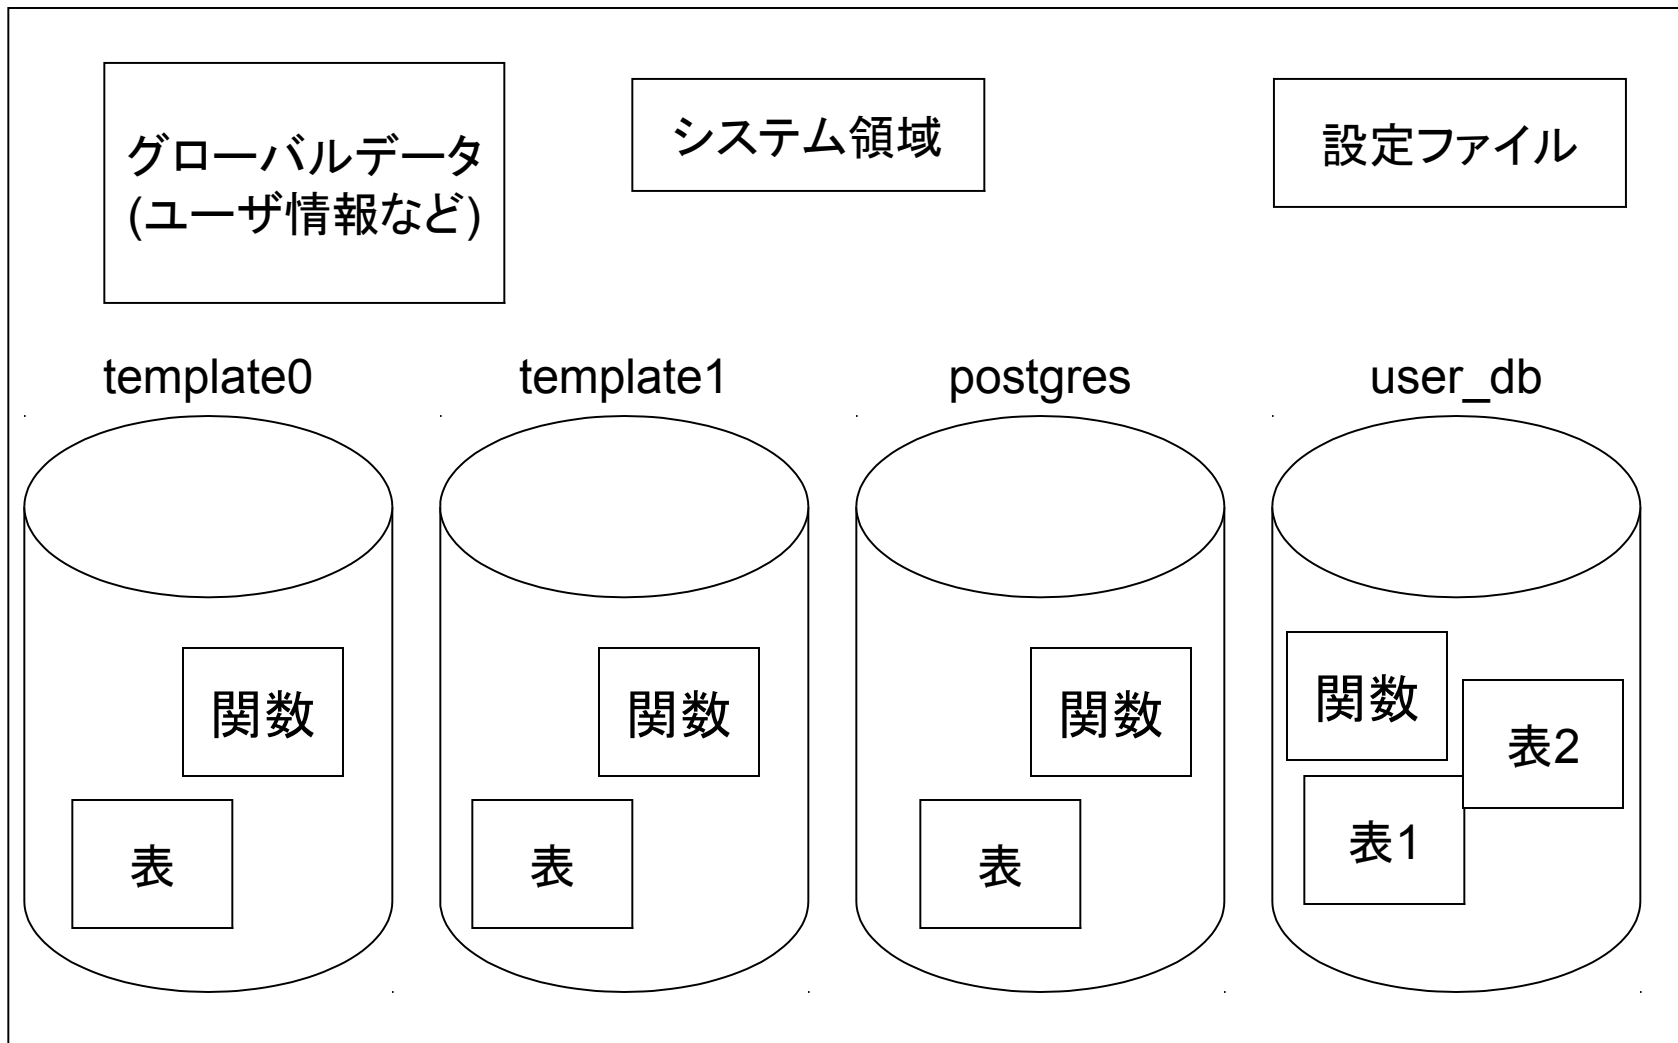 グローバルデータ
(ユーザ情報など)
システム領域
設定ファイル
template0
template1
postgres
user_db
関数
表
関数
表
関数
表
関数
表2
表1